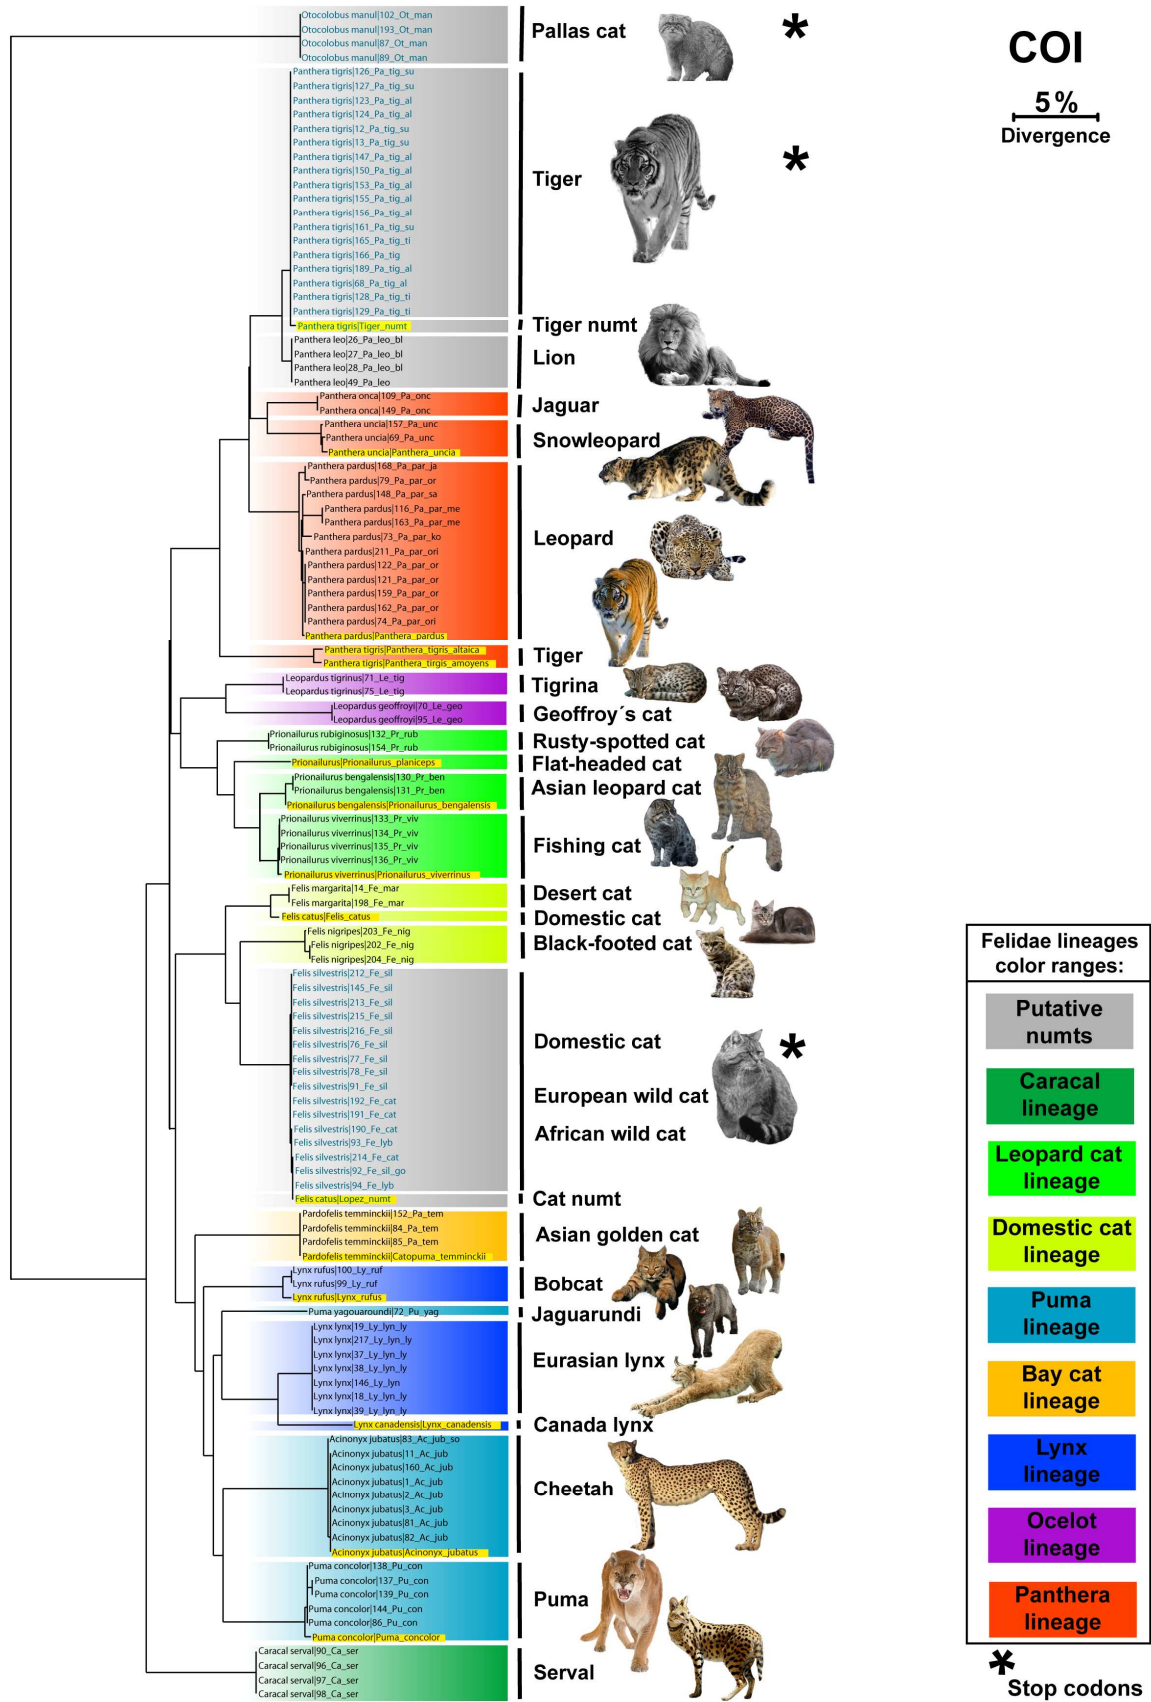 Otocolobus manul|102_Ot_man
Otocolobus manul|193_Ot_man
Otocolobus manul|87_Ot_man
Otocolobus manul|89_Ot_man
Pallas cat
*
COI
5%
Divergence
Panthera tigris|126_Pa_tig_su
Panthera tigris|127_Pa_tig_su
Panthera tigris|123_Pa_tig_al
Panthera tigris|124_Pa_tig_al
Panthera tigris|12_Pa_tig_su
Panthera tigris|13_Pa_tig_su
Panthera tigris|147_Pa_tig_al
Panthera tigris|150_Pa_tig_al
Panthera tigris|153_Pa_tig_al
Panthera tigris|155_Pa_tig_al
Panthera tigris|156_Pa_tig_al
Panthera tigris|161_Pa_tig_su
Panthera tigris|165_Pa_tig_ti
Panthera tigris|166_Pa_tig
Panthera tigris|189_Pa_tig_al
Panthera tigris|68_Pa_tig_al
Panthera tigris|128_Pa_tig_ti
Panthera tigris|129_Pa_tig_ti
Tiger
*
Panthera tigris|Tiger_numt
Tiger numt
Panthera leo|26_Pa_leo_bl
Panthera leo|27_Pa_leo_bl
Panthera leo|28_Pa_leo_bl
Panthera leo|49_Pa_leo
Lion
Panthera onca|109_Pa_onc
Panthera onca|149_Pa_onc
Jaguar
Panthera uncia|157_Pa_unc
Panthera uncia|69_Pa_unc
Panthera uncia|Panthera_uncia
Snowleopard
Panthera pardus|168_Pa_par_ja
Panthera pardus|79_Pa_par_or
Panthera pardus|148_Pa_par_sa
Panthera pardus|116_Pa_par_me
Panthera pardus|163_Pa_par_me
Panthera pardus|73_Pa_par_ko
Panthera pardus|211_Pa_par_ori
Panthera pardus|122_Pa_par_or
Panthera pardus|121_Pa_par_or
Panthera pardus|159_Pa_par_or
Panthera pardus|162_Pa_par_or
Panthera pardus|74_Pa_par_ori
Panthera pardus|Panthera_pardus
Leopard
Panthera tigris|Panthera_tigris_altaica
Panthera tigris|Panthera_tirgis_amoyens
Tiger
Leopardus tigrinus|71_Le_tig
Leopardus tigrinus|75_Le_tig
Tigrina
Leopardus geoffroyi|70_Le_geo
Leopardus geoffroyi|95_Le_geo
Geoffroy´s cat
Prionailurus rubiginosus|132_Pr_rub
Prionailurus rubiginosus|154_Pr_rub
Rusty-spotted cat
Prionailurus|Prionailurus_planiceps
Flat-headed cat
Prionailurus bengalensis|130_Pr_ben
Prionailurus bengalensis|131_Pr_ben
Prionailurus bengalensis|Prionailurus_bengalensis
Asian leopard cat
Prionailurus viverrinus|133_Pr_viv
Prionailurus viverrinus|134_Pr_viv
Prionailurus viverrinus|135_Pr_viv
Prionailurus viverrinus|136_Pr_viv
Prionailurus viverrinus|Prionailurus_viverrinus
Fishing cat
Felis margarita|14_Fe_mar
Felis margarita|198_Fe_mar
Desert cat
Felis catus|Felis_catus
Domestic cat
Felis nigripes|203_Fe_nig
Felis nigripes|202_Fe_nig
Felis nigripes|204_Fe_nig
Black-footed cat
Felis silvestris|212_Fe_sil
Felis silvestris|145_Fe_sil
Felis silvestris|213_Fe_sil
Felis silvestris|215_Fe_sil
Felis silvestris|216_Fe_sil
Felis silvestris|76_Fe_sil
Felis silvestris|77_Fe_sil
Felis silvestris|78_Fe_sil
Felis silvestris|91_Fe_sil
Felis silvestris|192_Fe_cat
Felis silvestris|191_Fe_cat
Felis silvestris|190_Fe_cat
Felis silvestris|93_Fe_lyb
Felis silvestris|214_Fe_cat
Felis silvestris|92_Fe_sil_go
Felis silvestris|94_Fe_lyb
Domestic cat
*
European wild cat
African wild cat
Felis catus|Lopez_numt
Cat numt
Pardofelis temminckii|152_Pa_tem
Pardofelis temminckii|84_Pa_tem
Pardofelis temminckii|85_Pa_tem
Pardofelis temminckii|Catopuma_temminckii
Asian golden cat
Lynx rufus|100_Ly_ruf
Lynx rufus|99_Ly_ruf
Lynx rufus|Lynx_rufus
Bobcat
Puma yagouaroundi|72_Pu_yag
Jaguarundi
Lynx lynx|19_Ly_lyn_ly
Lynx lynx|217_Ly_lyn_ly
Lynx lynx|37_Ly_lyn_ly
Lynx lynx|38_Ly_lyn_ly
Lynx lynx|146_Ly_lyn
Lynx lynx|18_Ly_lyn_ly
Lynx lynx|39_Ly_lyn_ly
Eurasian lynx
Lynx canadensis|Lynx_canadensis
Canada lynx
Acinonyx jubatus|83_Ac_jub_so
Acinonyx jubatus|11_Ac_jub
Acinonyx jubatus|160_Ac_jub
Acinonyx jubatus|1_Ac_jub
Acinonyx jubatus|2_Ac_jub
Acinonyx jubatus|3_Ac_jub
Acinonyx jubatus|81_Ac_jub
Acinonyx jubatus|82_Ac_jub
Acinonyx jubatus|Acinonyx_jubatus
Cheetah
Puma concolor|138_Pu_con
Puma concolor|137_Pu_con
Puma concolor|139_Pu_con
Puma concolor|144_Pu_con
Puma concolor|86_Pu_con
Puma concolor|Puma_concolor
Puma
Caracal serval|90_Ca_ser
Caracal serval|96_Ca_ser
Caracal serval|97_Ca_ser
Caracal serval|98_Ca_ser
Serval
Felidae lineages
color ranges:
Putative
numts
Caracal
lineage
Leopard cat
lineage
Domestic cat
lineage
Puma
lineage
Bay cat
lineage
Lynx
lineage
Ocelot
lineage
Panthera
lineage
*
Stop codons